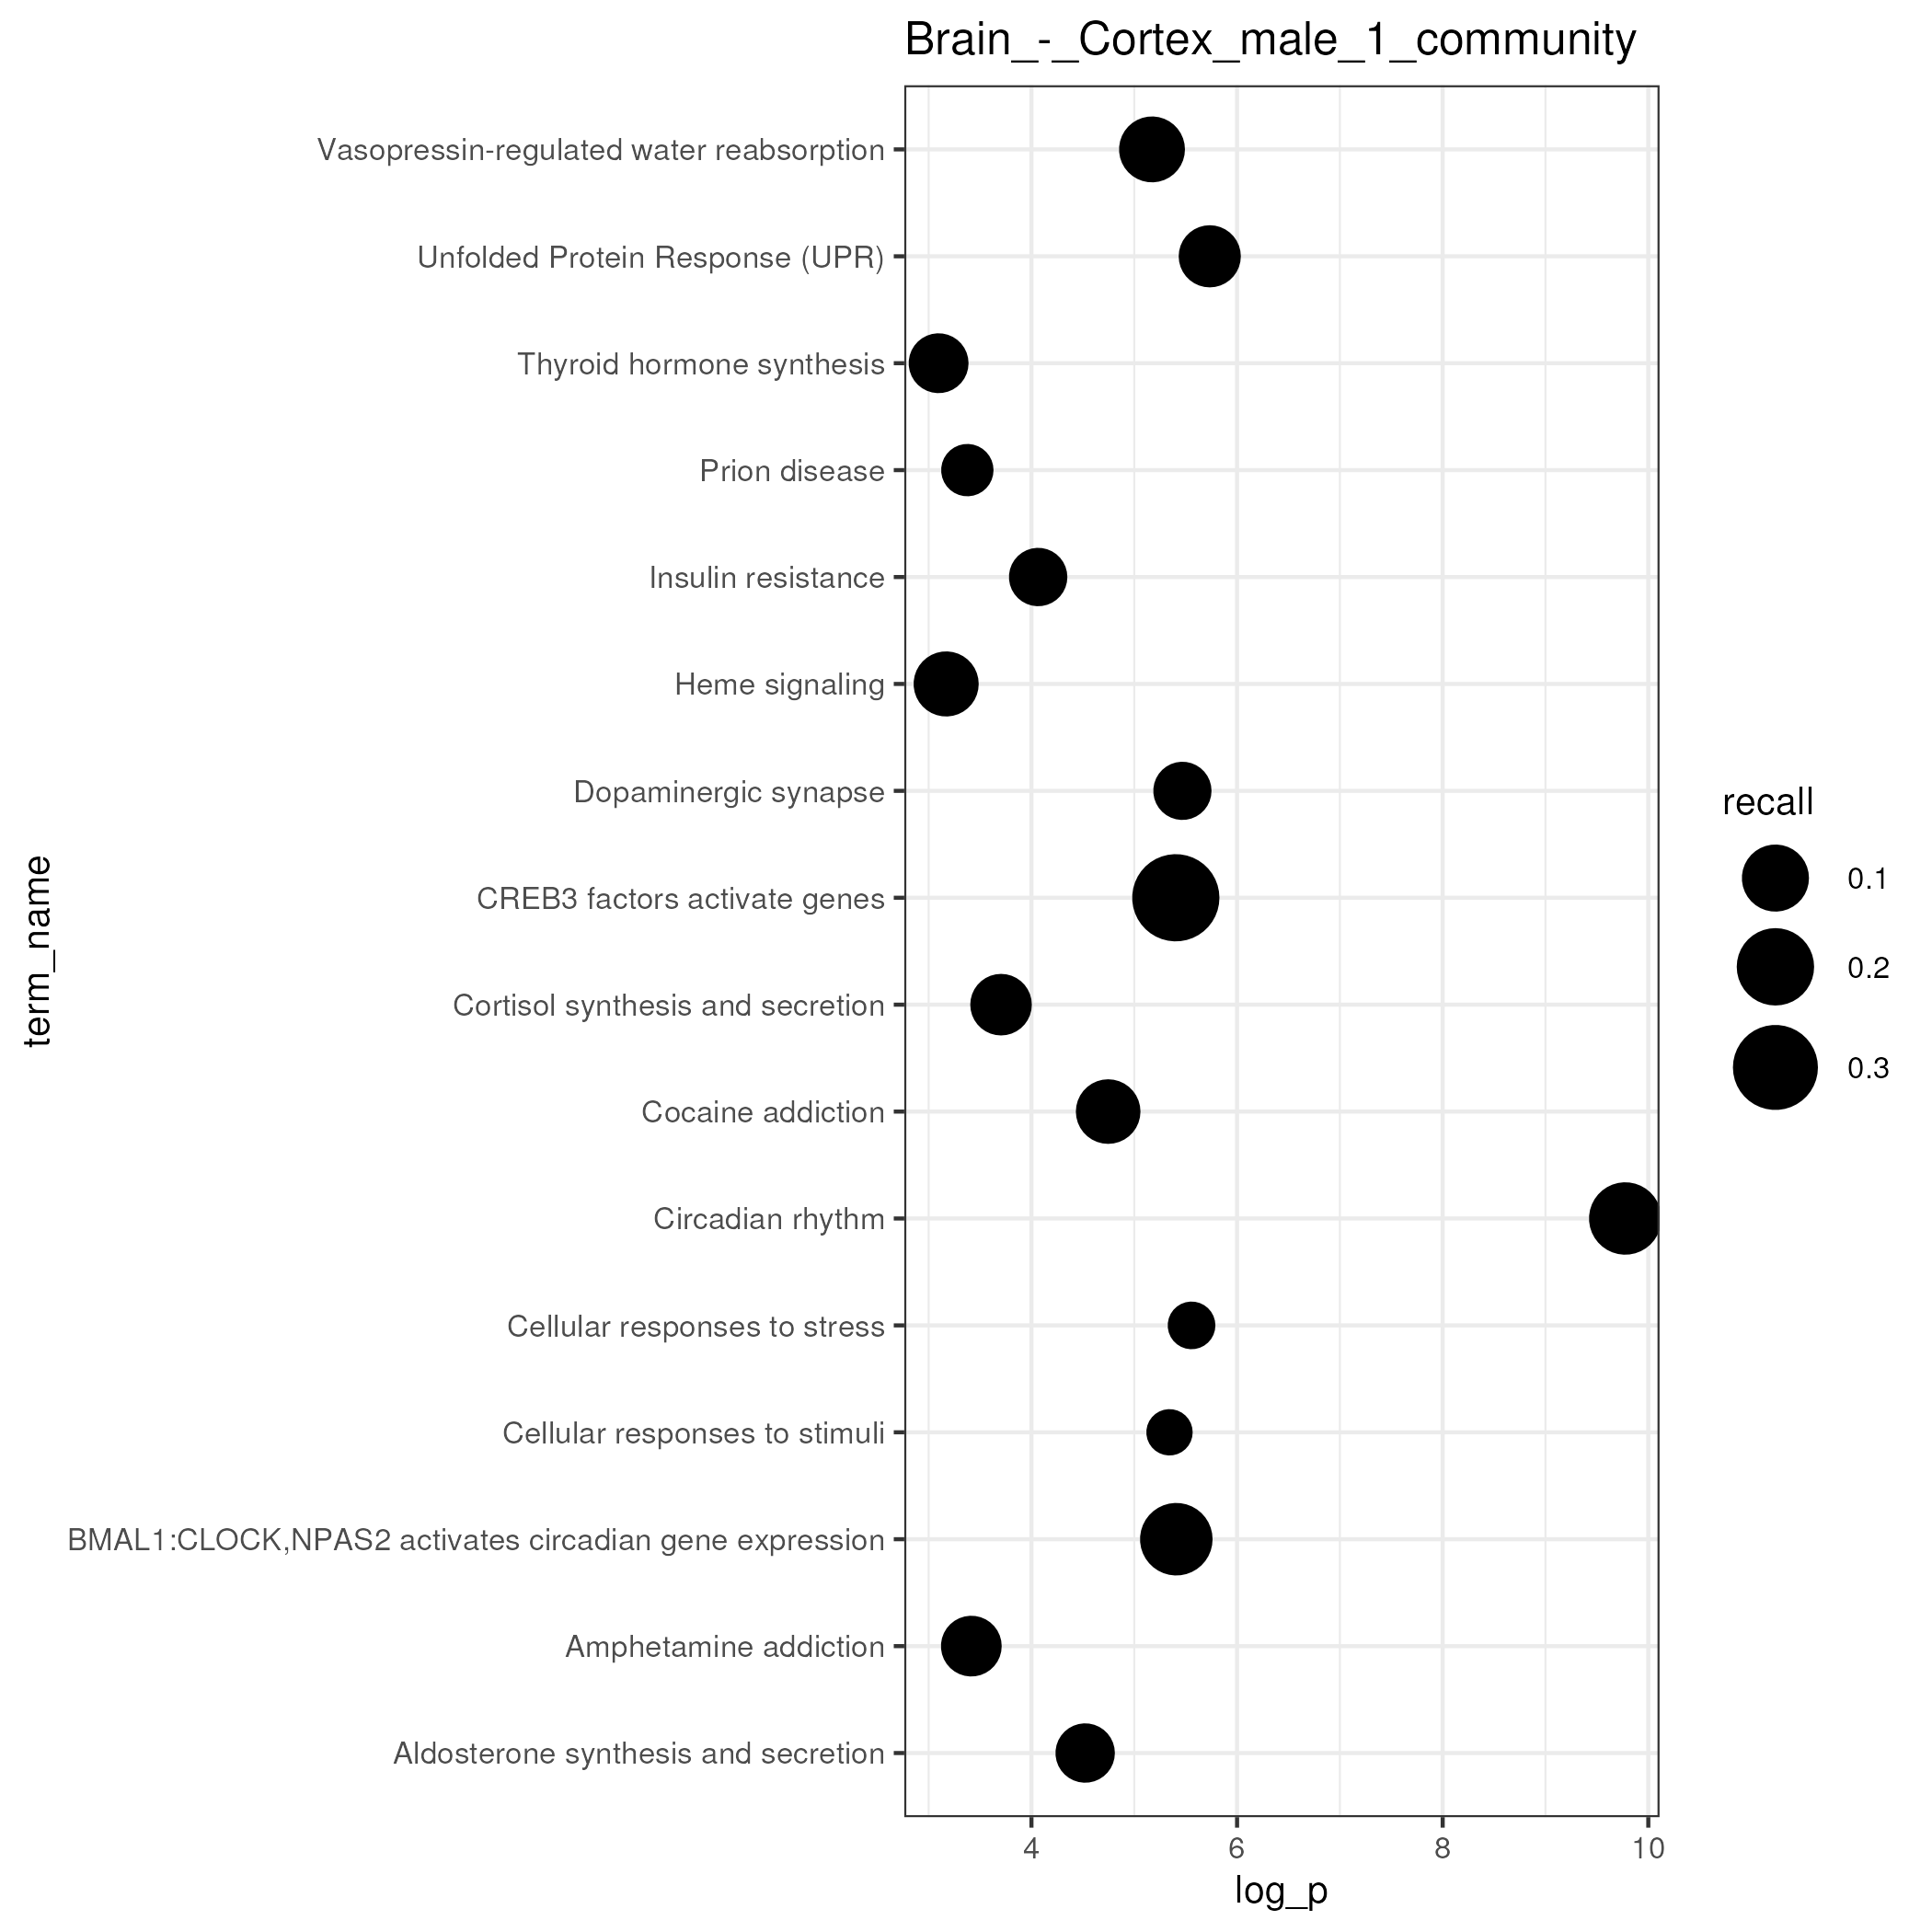 Brain_-_Cortex_male_1_community
term_name
Vasopressin-regulated water reabsorption
Unfolded Protein Response (UPR)
Thyroid hormone synthesis
Prion disease
Insulin resistance
Heme signaling
Dopaminergic synapse
CREB3 factors activate genes
Cortisol synthesis and secretion
Cocaine addiction
Circadian rhythm
Cellular responses to stress
Cellular responses to stimuli
BMAL1:CLOCK,NPAS2 activates circadian gene expression
Amphetamine addiction
Aldosterone synthesis and secretion
4 6 8 10
log_p
recall
0.1
0.2
0.3